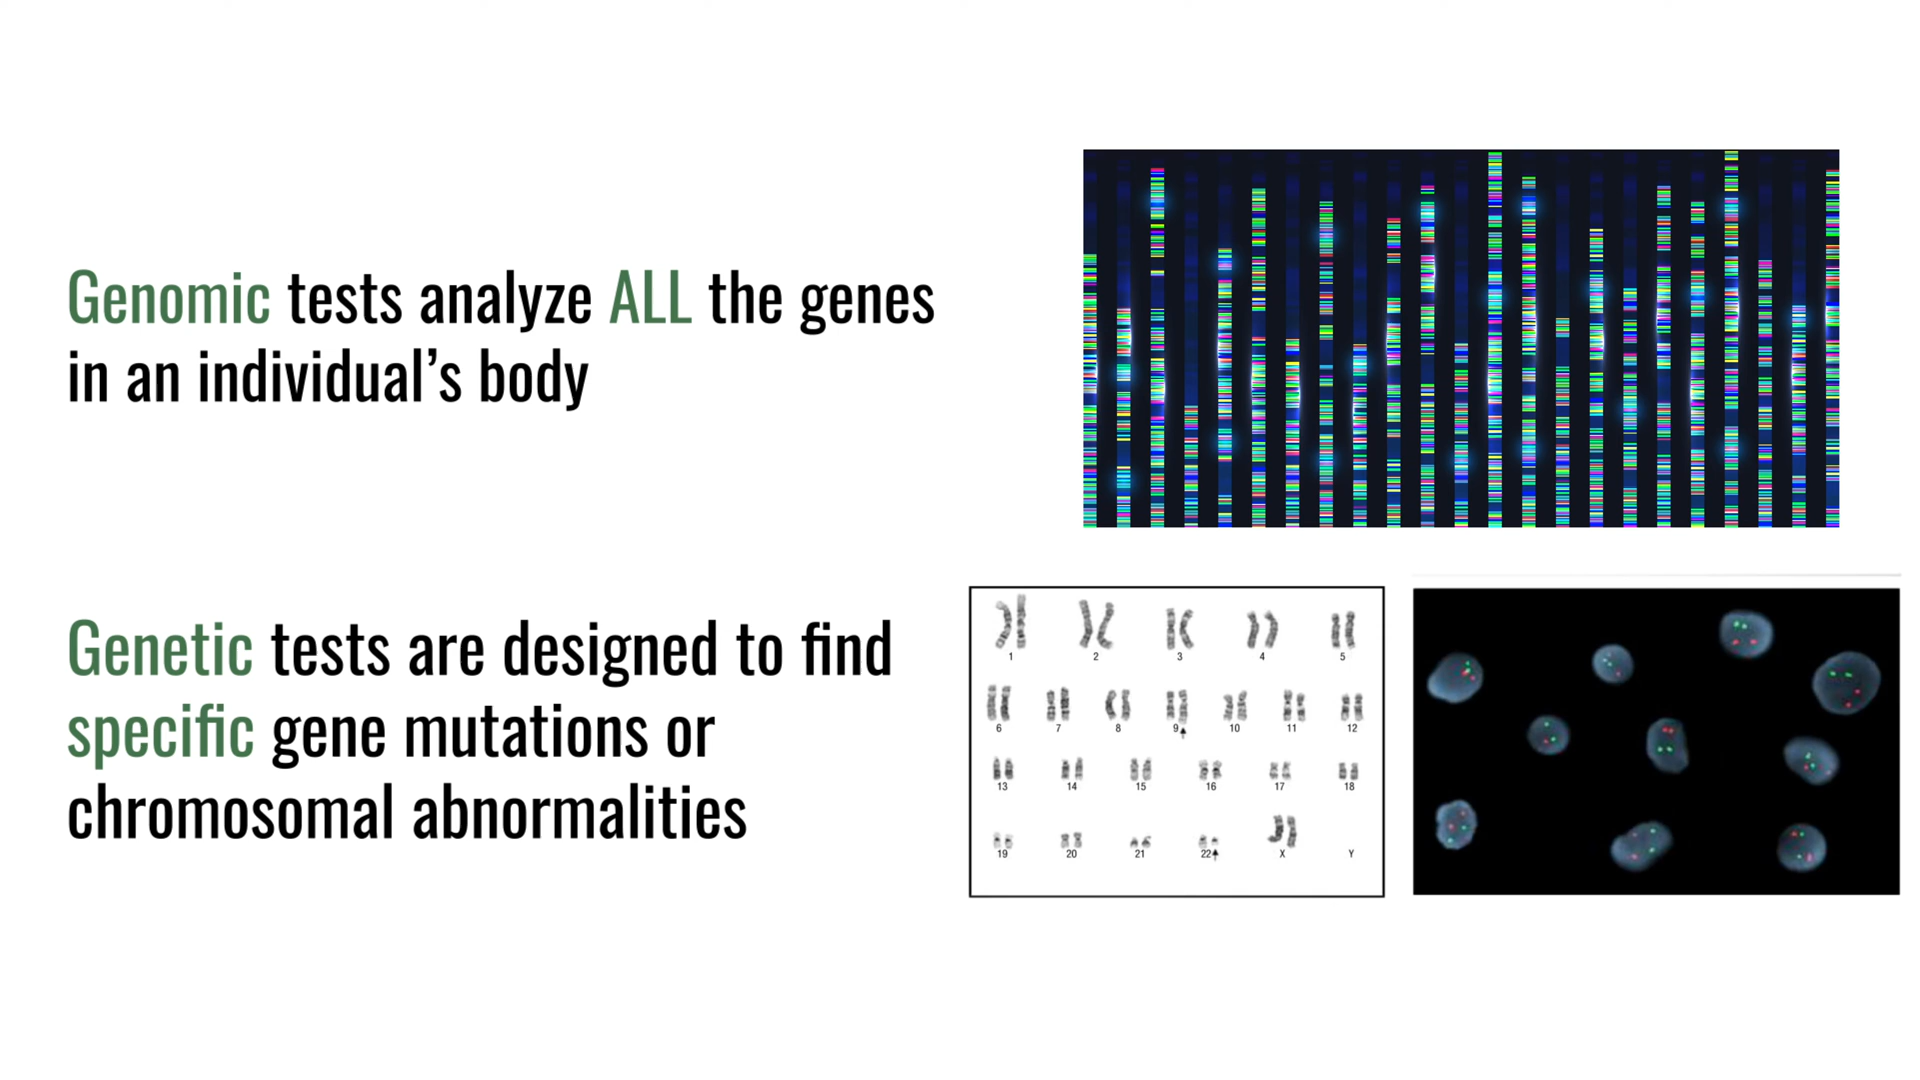 Genomic tests analyze ALL the genes
in an individual’s body
Genetic tests are designed to find
specific gene mutations or
chromosomal abnormalities
1 2 3 4 5
6 7 8 9 10 11 12
13 14 15 16 17 18
19 20 21 22 X Y